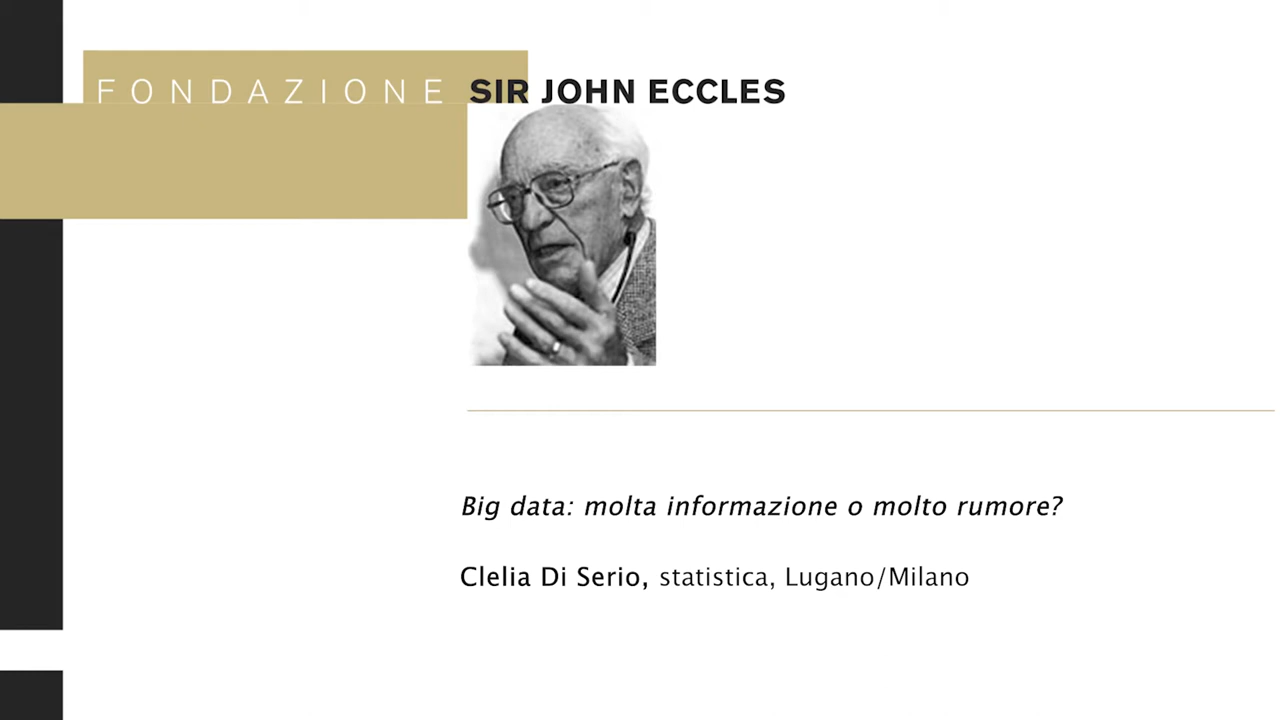 FONDAZIONE SIR JOHN ECCLES
Big data: molta informazione o molto rumore?
Clelia Di Serio, statistica, Lugano/Milano